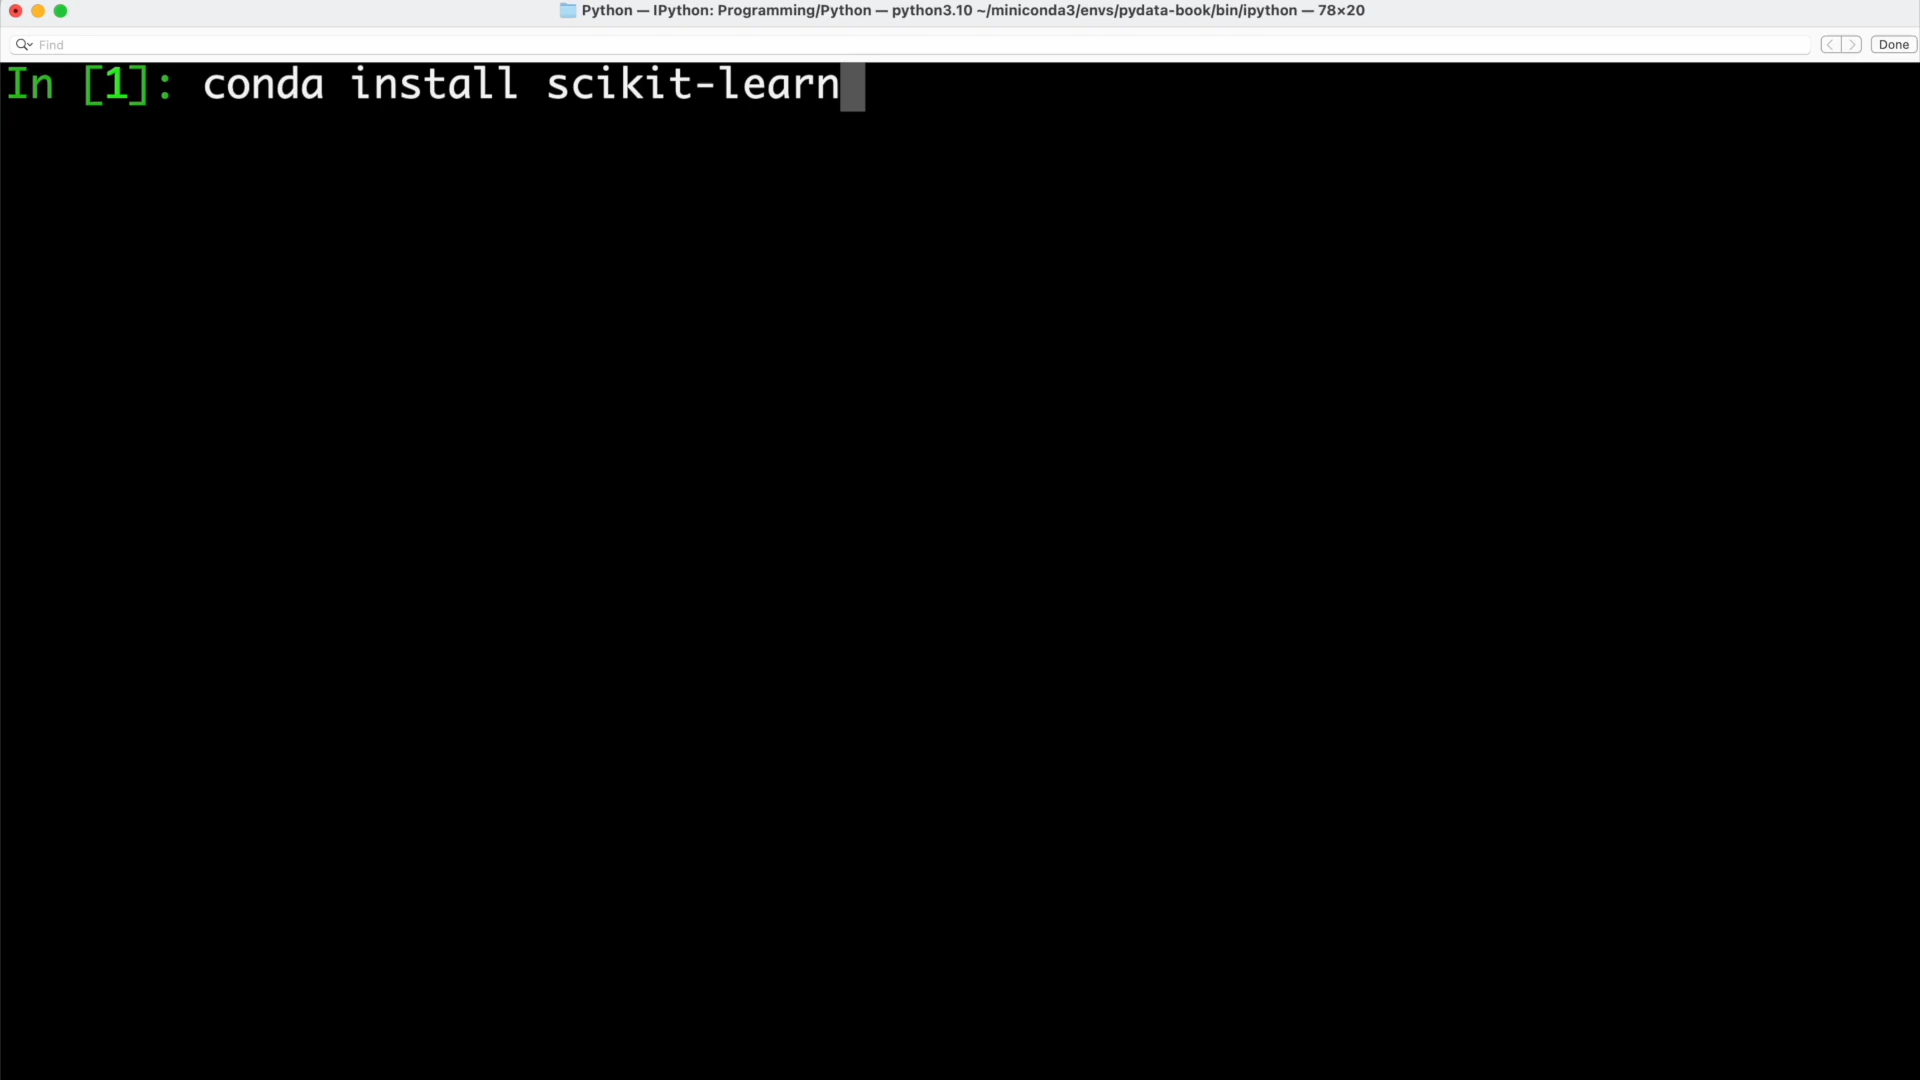 Python — IPython: Programming/Python — python3.10 ~/miniconda3/envs/pydata-book/bin/ipython — 78×20
Find
Done
In [1]: conda install scikit-learn